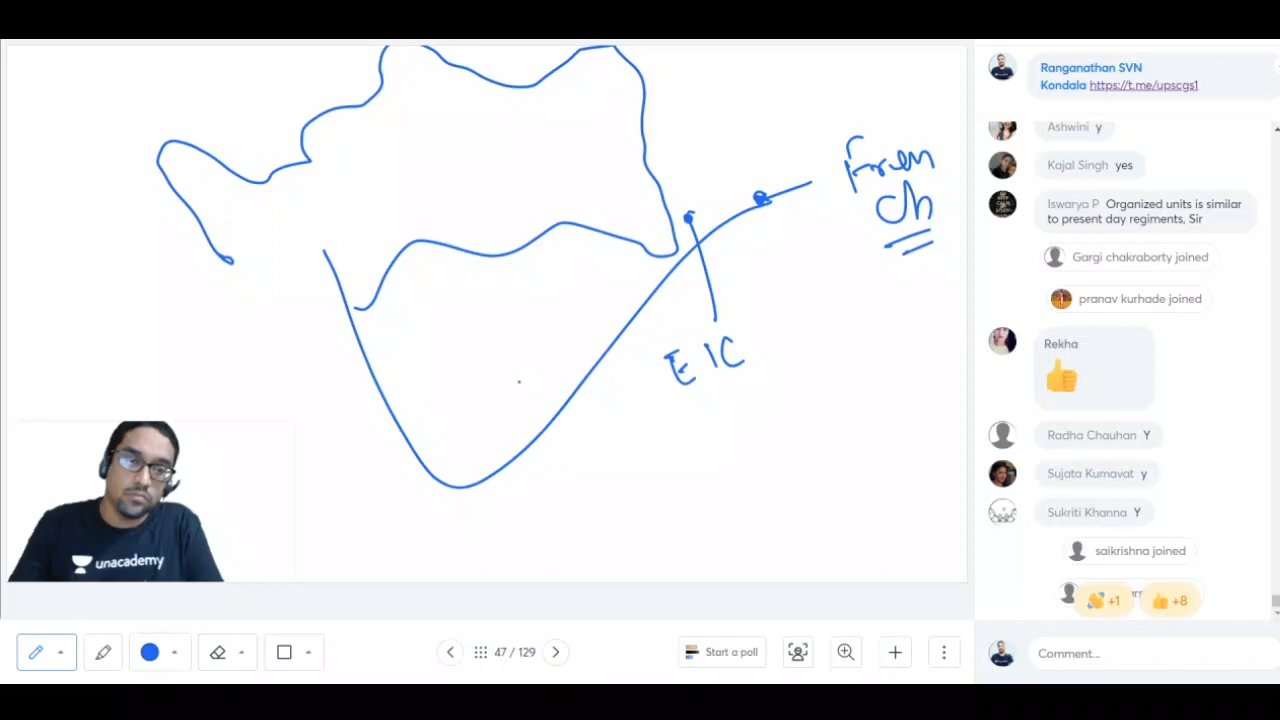 Fren
ch
EIC
unacademy
47 / 129
Start a poll
Ranganathan SVN
Kondala https://t.me/upscgs1
Ashwini y
Kajal Singh yes
Iswarya P Organized units is similar
to present day regiments, Sir
Gargi chakraborty joined
pranav kurhade joined
Rekha
Radha Chauhan Y
Sujata Kumavat y
Sukriti Khanna Y
saikrishna joined
+1
+8
Comment...